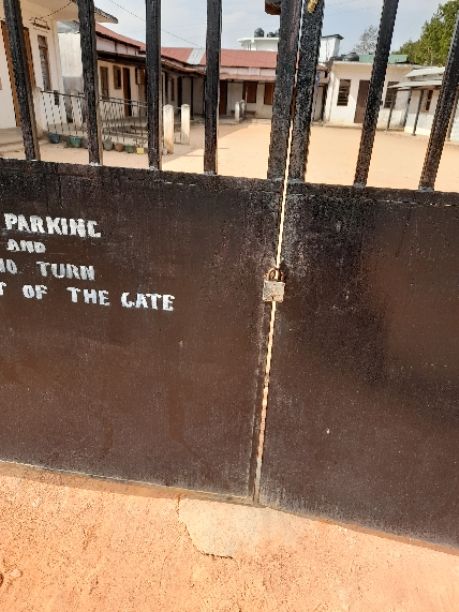 PARKING
AND
TURN
OF THE GATE